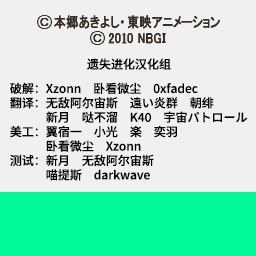 ©本郷あきよし・東映アニメーション
© 2010 NBGI
遗失进化汉化组
破解：Xzonn　卧看微尘　0xfadec
翻译：无敌阿尔宙斯　遠い炎群　朝绯
新月　哒不溜　K40　宇宙パトロール
美工：翼宿一　小光　楽　奕羽
卧看微尘　Xzonn
测试：新月　无敌阿尔宙斯
喵提斯　darkwave